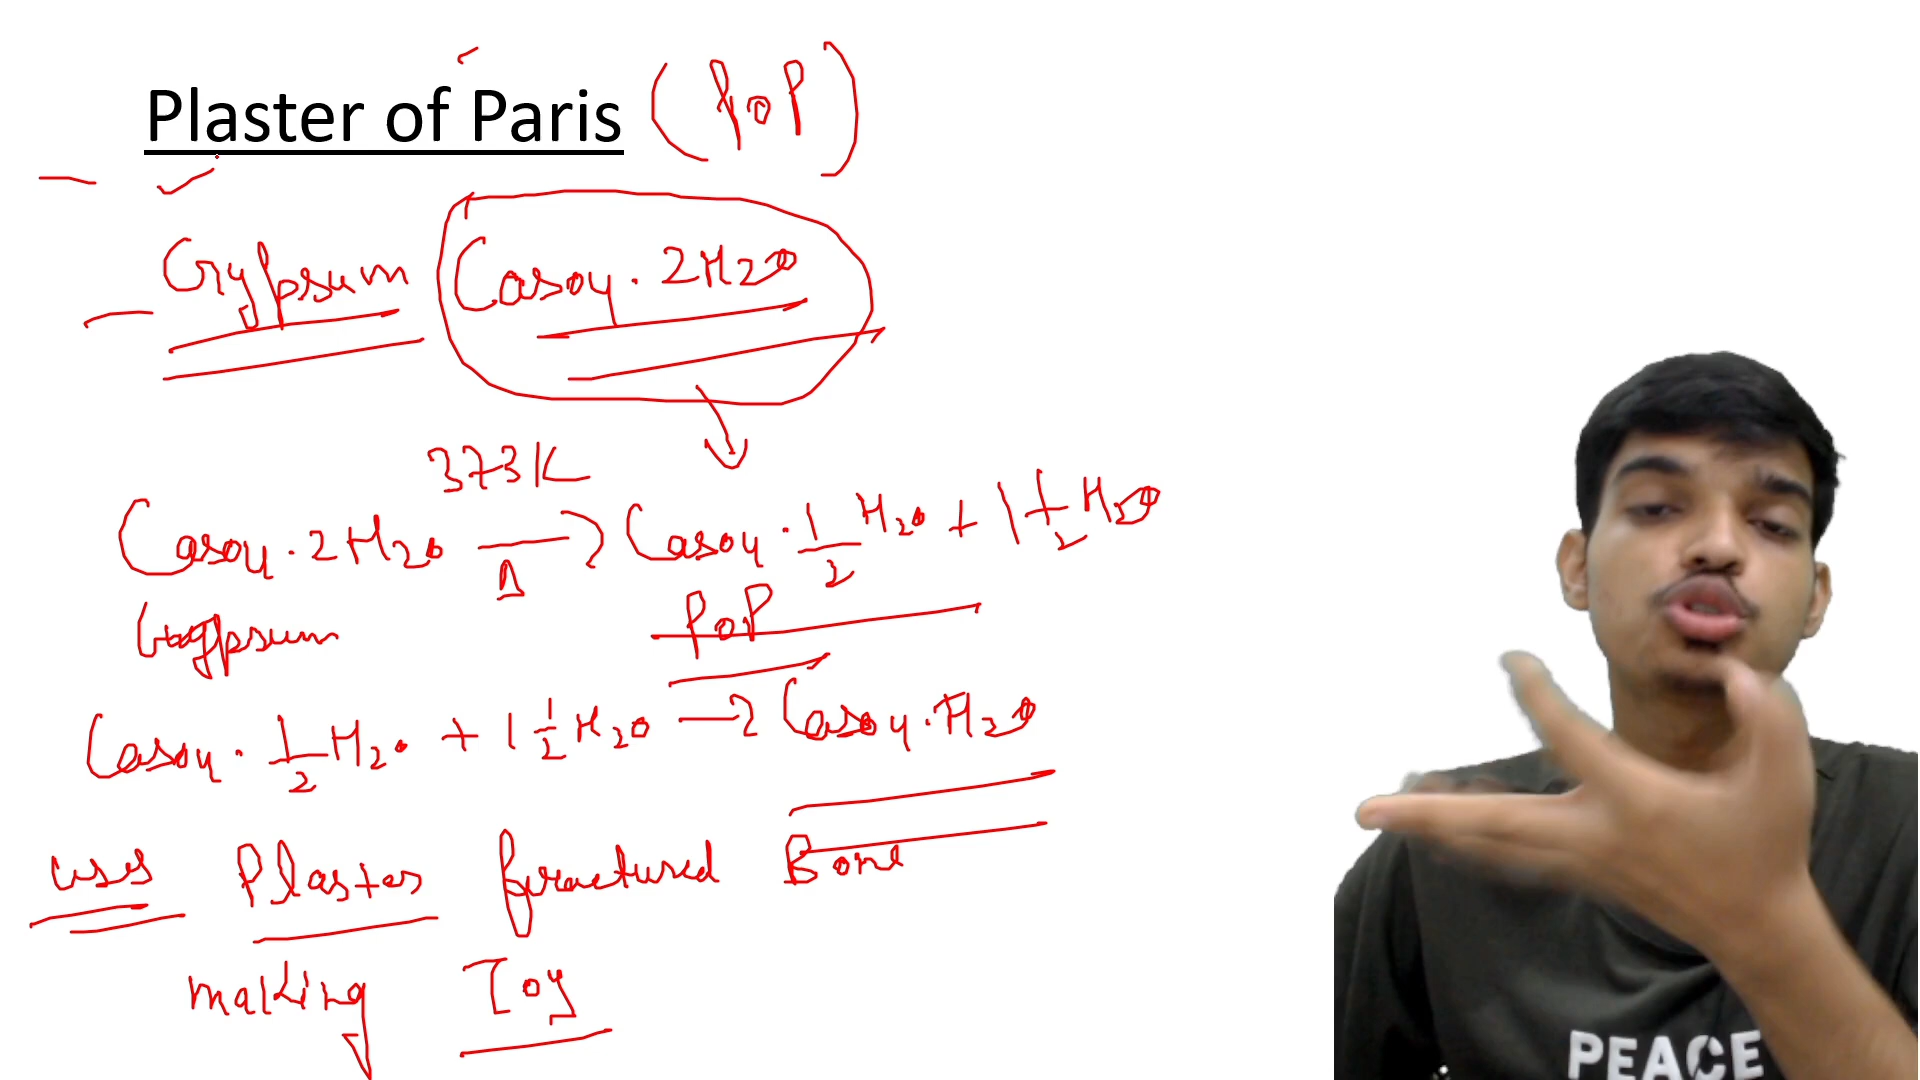 Plaster of Paris (PoP)
Gypsum CaSO4 · 2H2O
373K
CaSO4 · 2H2O → CaSO4 · 1/2 H2O + 1 1/2 H2O
Δ
Gypsum PoP
CaSO4 · 1/2 H2O + 1 1/2 H2O → CaSO4 · H2O
uses Plaster fractured Bone
making Toy
PEACE